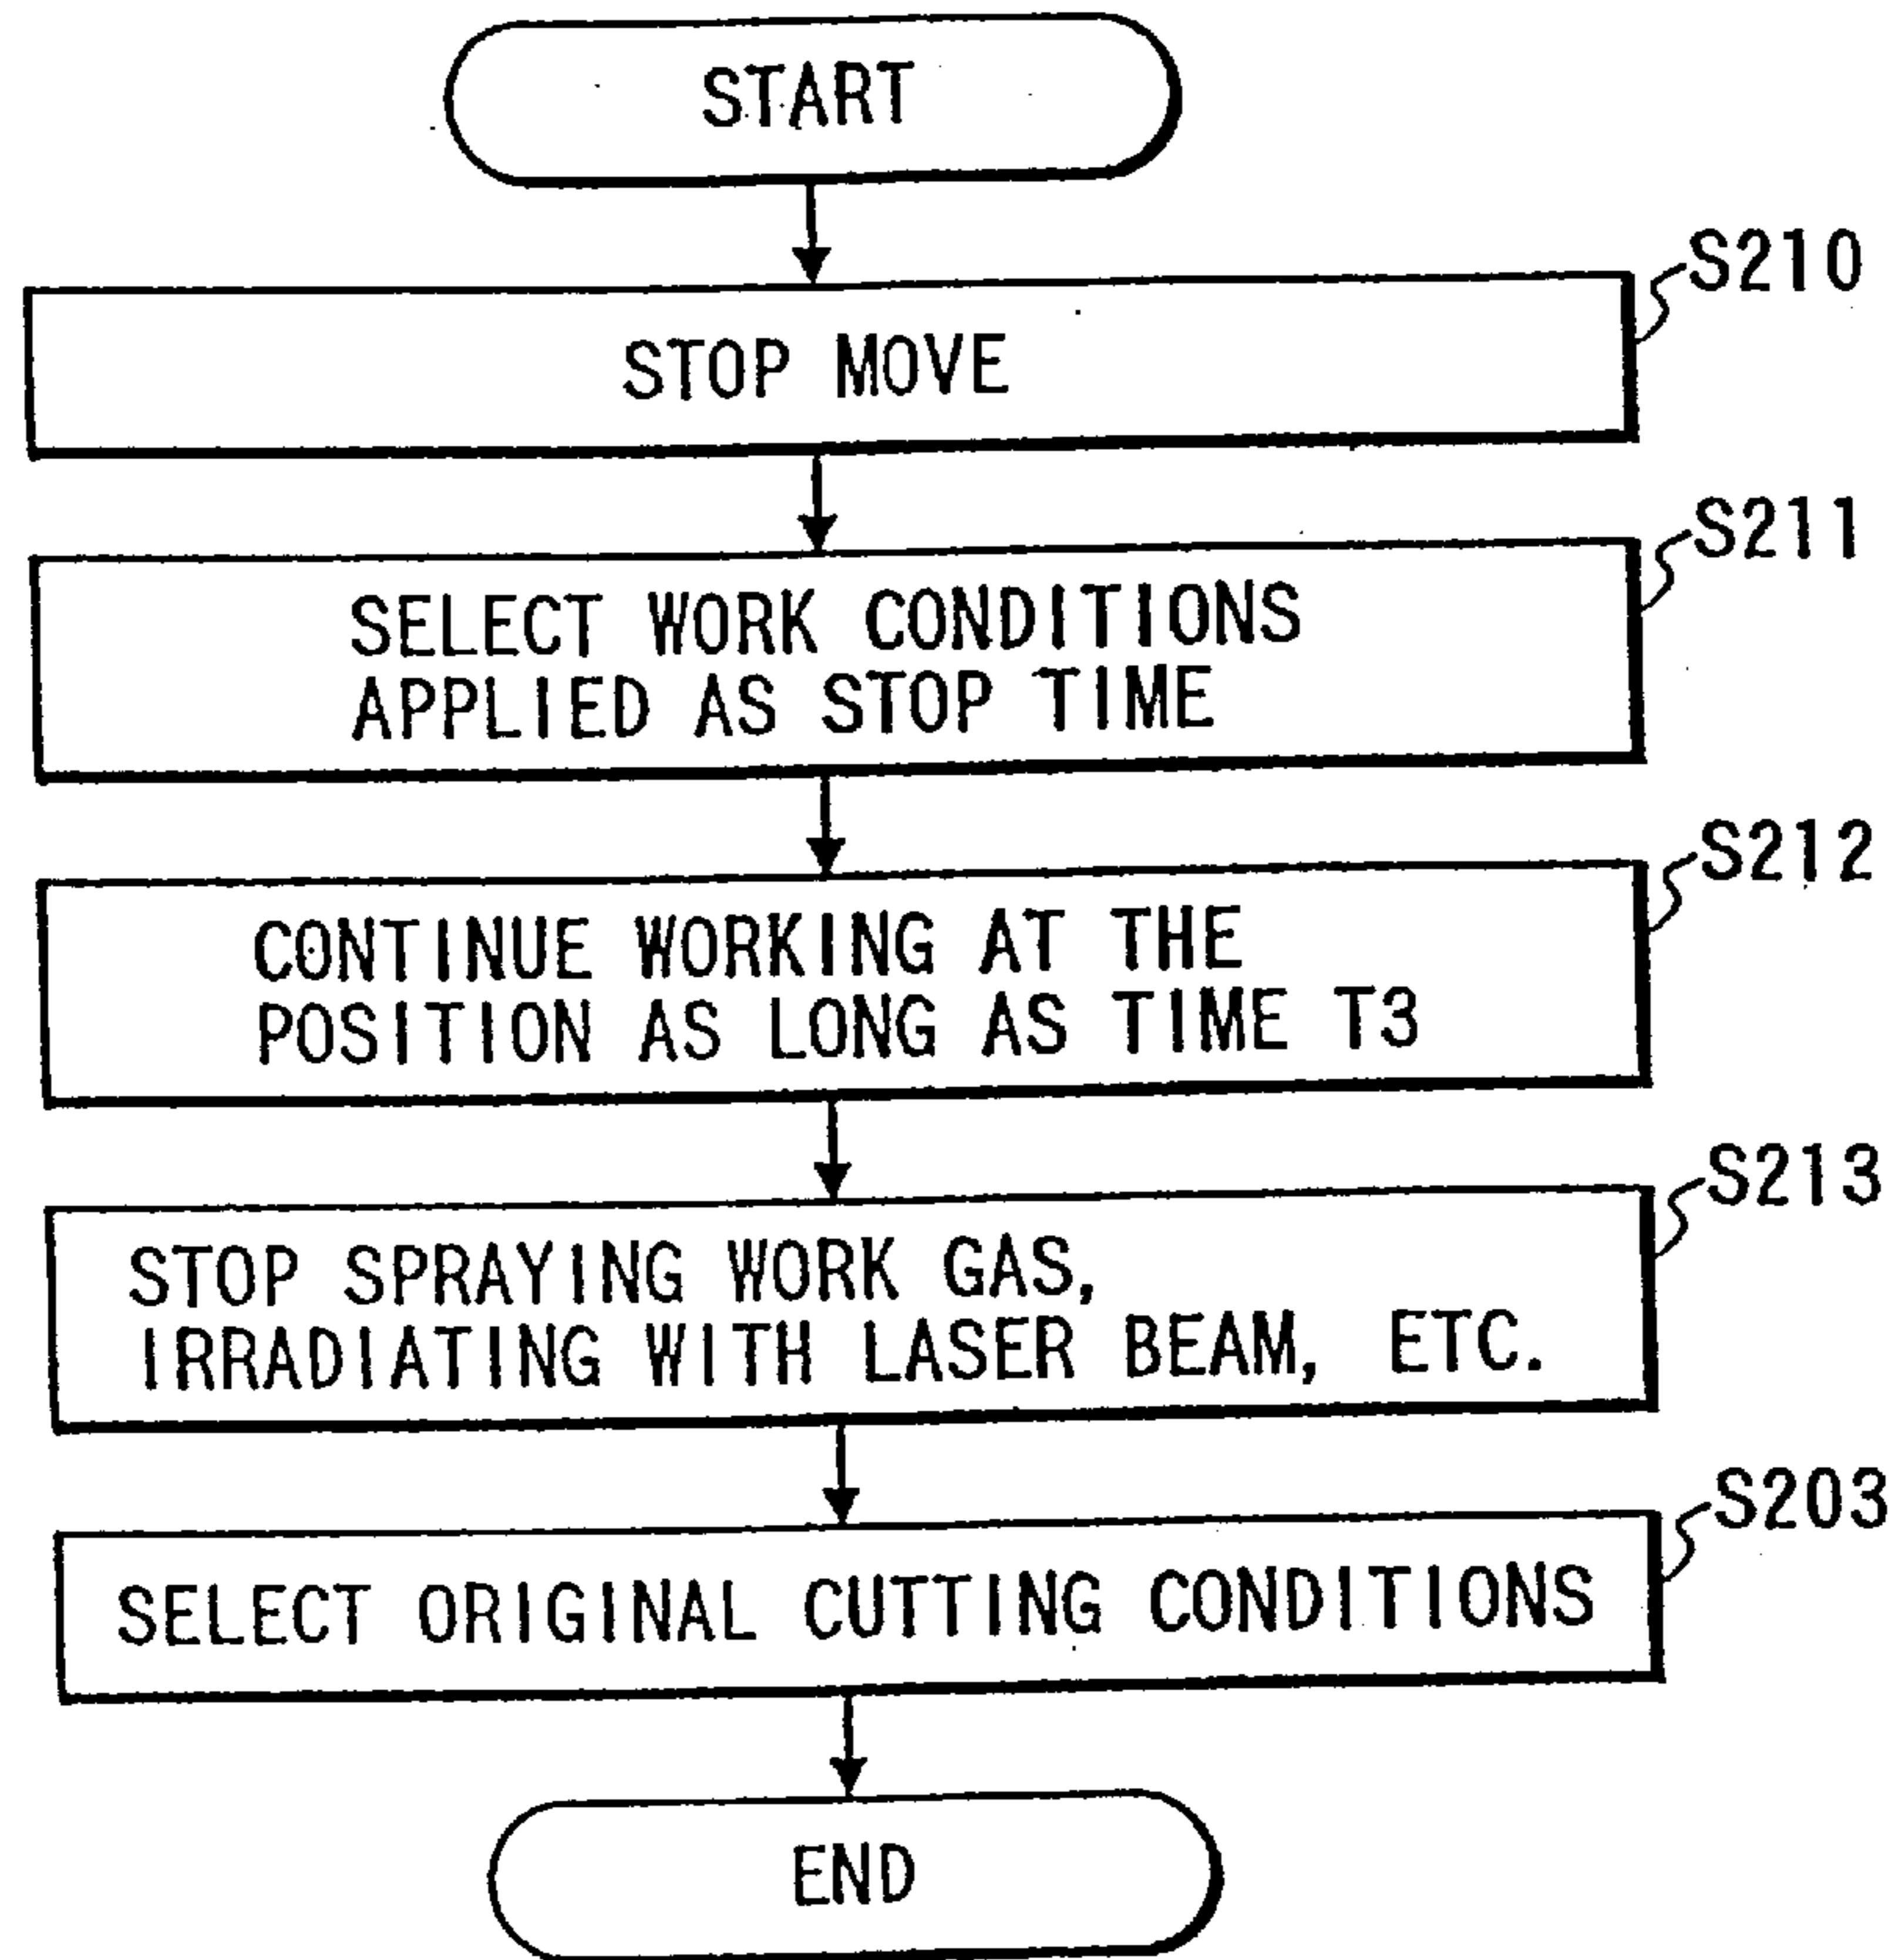 START
S210
STOP MOVE
S211
SELECT WORK CONDITIONS
APPLIED AS STOP TIME
S212
CONTINUE WORKING AT THE
POSITION AS LONG AS TIME T3
S213
STOP SPRAYING WORK GAS,
IRRADIATING WITH LASER BEAM, ETC.
S203
SELECT ORIGINAL CUTTING CONDITIONS
END